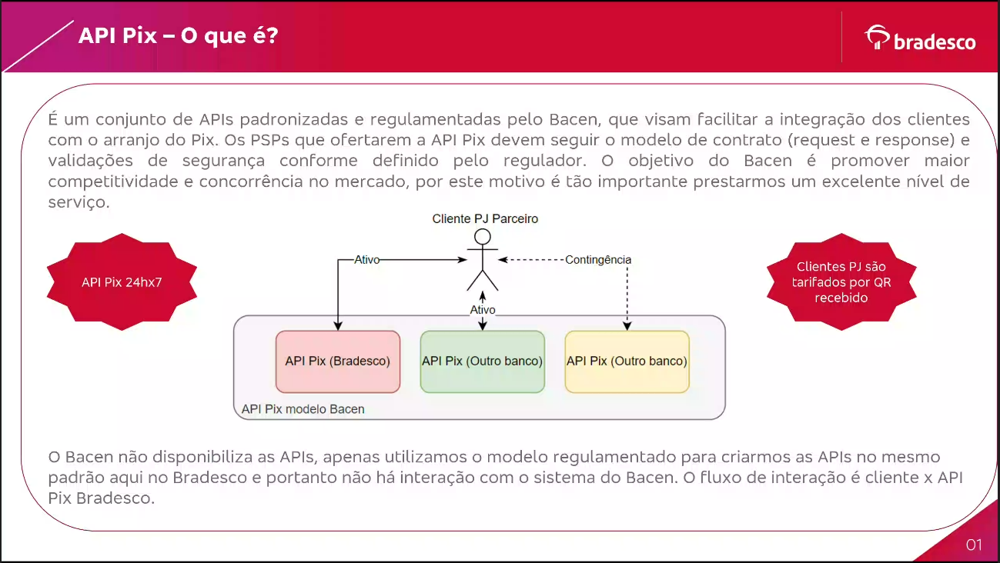 API Pix – O que é?
bradesco
É um conjunto de APIs padronizadas e regulamentadas pelo Bacen, que visam facilitar a integração dos clientes
com o arranjo do Pix. Os PSPs que ofertarem a API Pix devem seguir o modelo de contrato (request e response) e
validações de segurança conforme definido pelo regulador. O objetivo do Bacen é promover maior
competitividade e concorrência no mercado, por este motivo é tão importante prestarmos um excelente nível de
serviço.
Cliente PJ Parceiro
Ativo
Contingência
API Pix 24hx7
Clientes PJ são
tarifados por QR
recebido
Ativo
API Pix (Bradesco)
API Pix (Outro banco)
API Pix (Outro banco)
API Pix modelo Bacen
O Bacen não disponibiliza as APIs, apenas utilizamos o modelo regulamentado para criarmos as APIs no mesmo
padrão aqui no Bradesco e portanto não há interação com o sistema do Bacen. O fluxo de interação é cliente x API
Pix Bradesco.
01